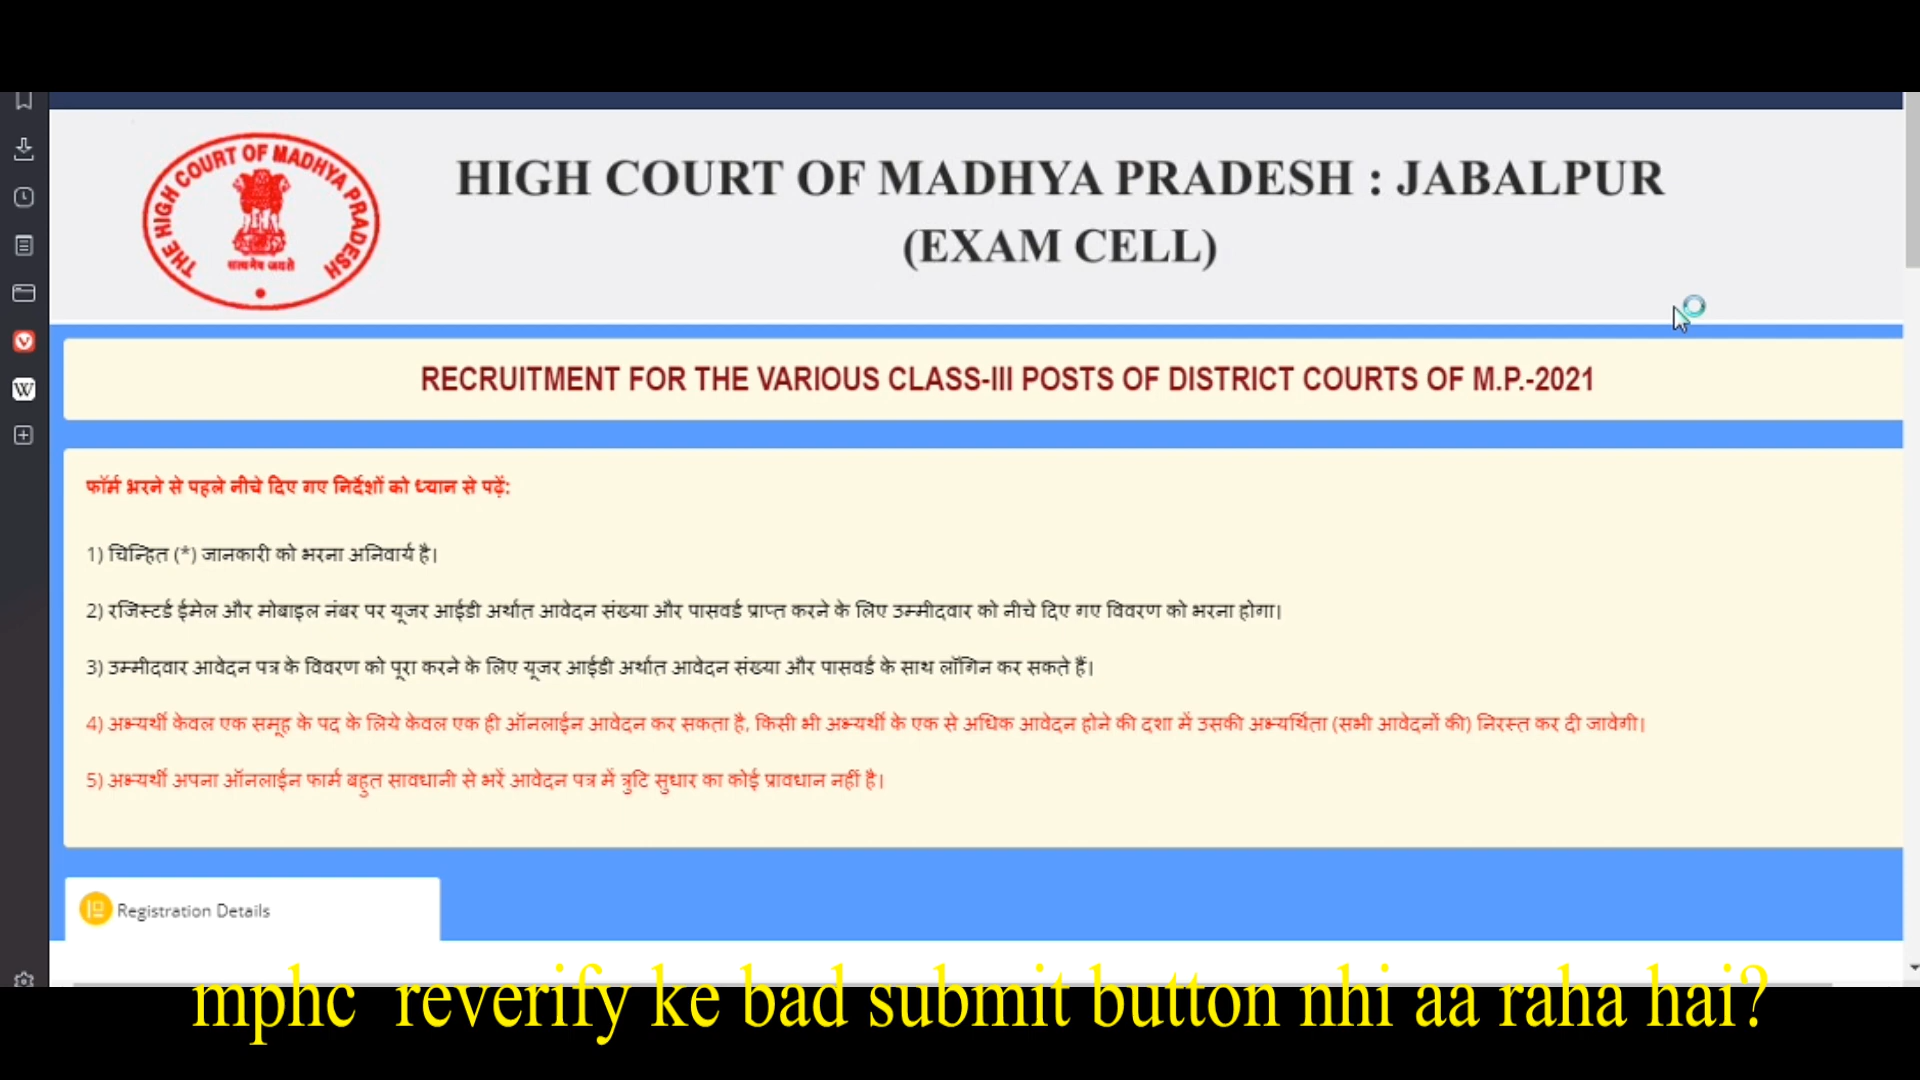 THE HIGH COURT OF MADHYA PRADESH
सत्यमेव जयते
HIGH COURT OF MADHYA PRADESH : JABALPUR
(EXAM CELL)
RECRUITMENT FOR THE VARIOUS CLASS-III POSTS OF DISTRICT COURTS OF M.P.-2021
फॉर्म भरने से पहले नीचे दिए गए निर्देशों को ध्यान से पढ़ें:
1) चिन्हित (*) जानकारी को भरना अनिवार्य है।
2) रजिस्टर्ड ईमेल और मोबाइल नंबर पर यूजर आईडी अर्थात आवेदन संख्या और पासवर्ड प्राप्त करने के लिए उम्मीदवार को नीचे दिए गए विवरण को भरना होगा।
3) उम्मीदवार आवेदन पत्र के विवरण को पूरा करने के लिए यूजर आईडी अर्थात आवेदन संख्या और पासवर्ड के साथ लॉगिन कर सकते हैं।
4) अभ्यर्थी केवल एक समूह के पद के लिये केवल एक ही ऑनलाईन आवेदन कर सकता है, किसी भी अभ्यर्थी के एक से अधिक आवेदन होने की दशा में उसकी अभ्यर्थिता (सभी आवेदनों की) निरस्त कर दी जावेगी।
5) अभ्यर्थी अपना ऑनलाईन फार्म बहुत सावधानी से भरें आवेदन पत्र में त्रुटि सुधार का कोई प्रावधान नहीं है।
Registration Details
mphc reverify ke bad submit button nhi aa raha hai?